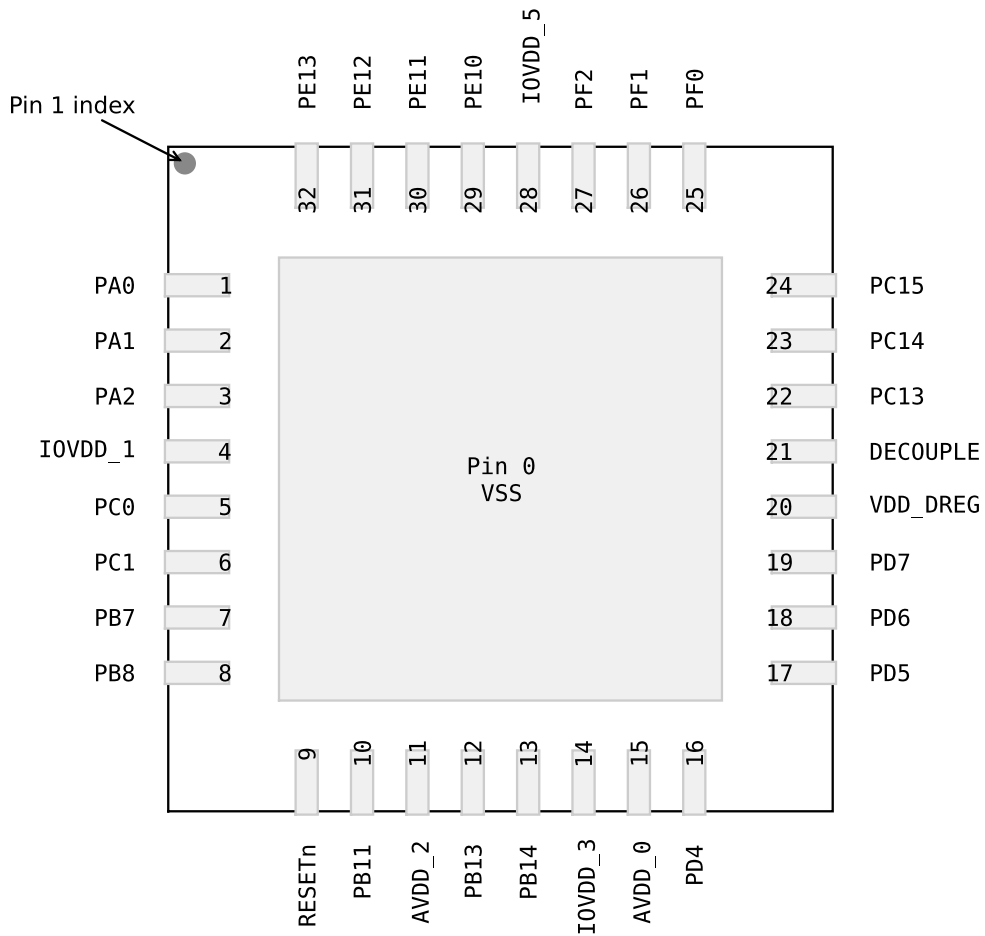 IOVDD_5
PE13 PE12 PE11 PE10 PF2 PF1 PF0
Pin 1 index
32 31 30 29 28 27 26 25
PA0 1 24 PC15
PA1 2 23 PC14
PA2 3 22 PC13
IOVDD_1 4 21 DECOUPLE
Pin 0
VSS
PC0 5 20 VDD_DREG
PC1 6 19 PD7
PB7 7 18 PD6
PB8 8 17 PD5
9 10 11 12 13 14 15 16
RESETn PB11 AVDD_2 PB13 PB14 IOVDD_3 AVDD_0 PD4